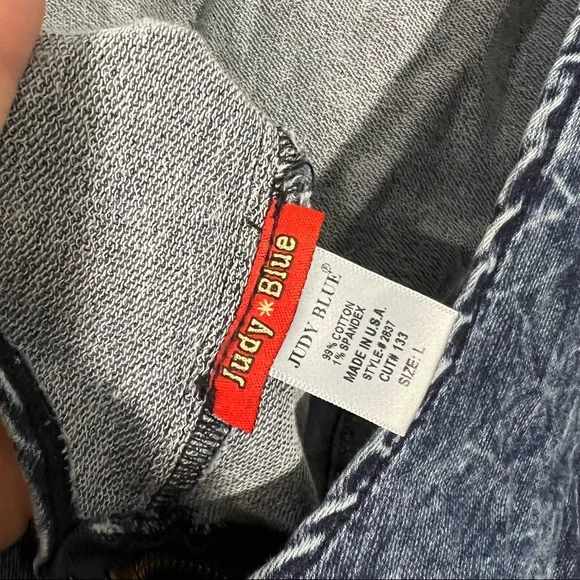 Judy*Blue
JUDY BLUE®
99% COTTON
1% SPANDEX
MADE IN U.S.A.
STYLE# 2837
CUT# 133
SIZE: L